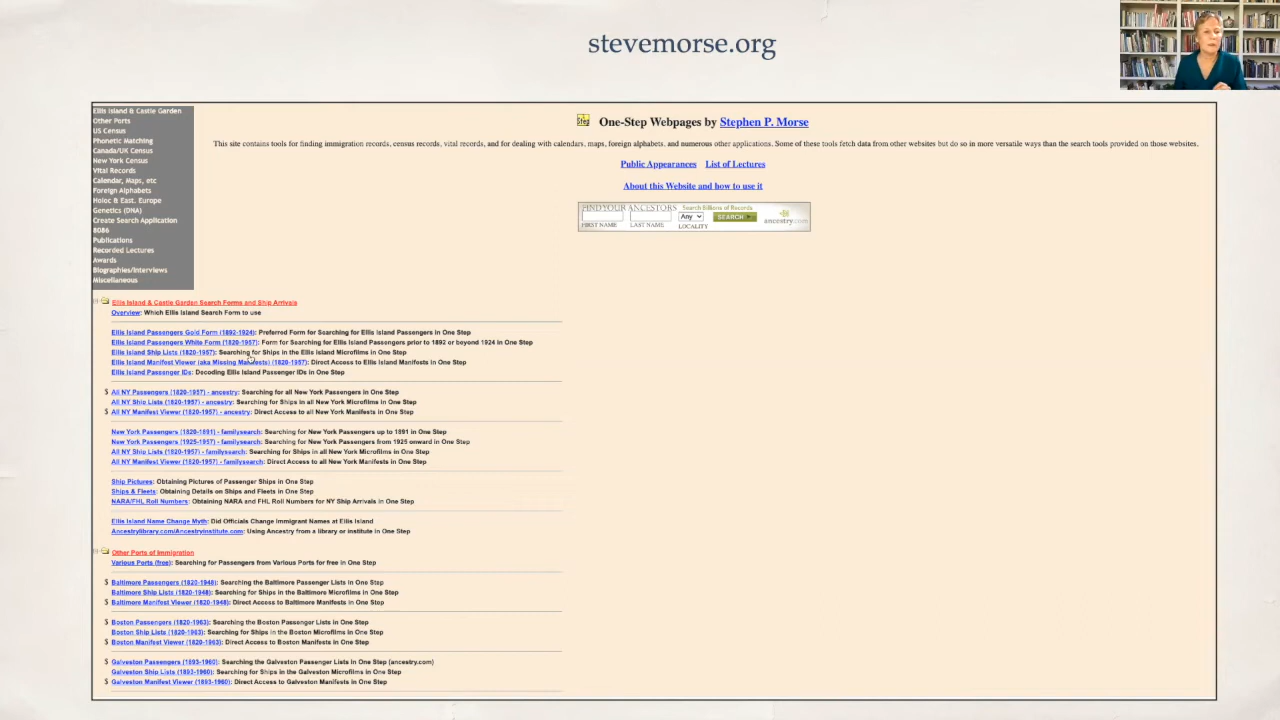 stevemorse.org
Ellis Island & Castle Garden
Other Ports
US Census
Phonetic Matching
Canada/UK Census
New York Census
Vital Records
Calendar, Maps, etc
Foreign Alphabets
Holoc & East. Europe
Genetics (DNA)
Create Search Application
8086
Publications
Recorded Lectures
Awards
Biographies/Interviews
Miscellaneous
One-Step Webpages by Stephen P. Morse
This site contains tools for finding immigration records, census records, vital records, and for dealing with calendars, maps, foreign alphabets, and numerous other applications. Some of these tools fetch data from other websites but do so in more versatile ways than the search tools provided on those websites.
Public Appearances List of Lectures
About this Website and how to use it
FIND YOUR ANCESTORS Search Billions of Records
Any SEARCH ancestry.com
FIRST NAME LAST NAME LOCALITY
Ellis Island & Castle Garden Search Forms and Ship Arrivals
Overview: Which Ellis Island Search Form to use
Ellis Island Passengers Gold Form (1892-1924): Preferred Form for Searching for Ellis Island Passengers in One Step
Ellis Island Passengers White Form (1820-1957): Form for Searching for Ellis Island Passengers prior to 1892 or beyond 1924 in One Step
Ellis Island Ship Lists (1820-1957): Searching for Ships in the Ellis Island Microfilms in One Step
Ellis Island Manifest Viewer (aka Missing Manifests) (1820-1957): Direct Access to Ellis Island Manifests in One Step
Ellis Island Passenger IDs: Decoding Ellis Island Passenger IDs in One Step
$ All NY Passengers (1820-1957) - ancestry: Searching for all New York Passengers in One Step
All NY Ship Lists (1820-1957) - ancestry: Searching for Ships in all New York Microfilms in One Step
$ All NY Manifest Viewer (1820-1957) - ancestry: Direct Access to all New York Manifests in One Step
New York Passengers (1820-1891) - familysearch: Searching for New York Passengers up to 1891 in One Step
New York Passengers (1925-1957) - familysearch: Searching for New York Passengers from 1925 onward in One Step
All NY Ship Lists (1820-1957) - familysearch: Searching for Ships in all New York Microfilms in One Step
All NY Manifest Viewer (1820-1957) - familysearch: Direct Access to all New York Manifests in One Step
Ship Pictures: Obtaining Pictures of Passenger Ships in One Step
Ships & Fleets: Obtaining Details on Ships and Fleets in One Step
NARA/FHL Roll Numbers: Obtaining NARA and FHL Roll Numbers for NY Ship Arrivals in One Step
Ellis Island Name Change Myth: Did Officials Change Immigrant Names at Ellis Island
Ancestrylibrary.com/Ancestryinstitute.com: Using Ancestry from a library or institute in One Step
Other Ports of Immigration
Various Ports (free): Searching for Passengers from Various Ports for free in One Step
$ Baltimore Passengers (1820-1948): Searching the Baltimore Passenger Lists in One Step
Baltimore Ship Lists (1820-1948): Searching for Ships in the Baltimore Microfilms in One Step
$ Baltimore Manifest Viewer (1820-1948): Direct Access to Baltimore Manifests in One Step
$ Boston Passengers (1820-1963): Searching the Boston Passenger Lists in One Step
$ Boston Ship Lists (1820-1963): Searching for Ships in the Boston Microfilms in One Step
$ Boston Manifest Viewer (1820-1963): Direct Access to Boston Manifests in One Step
$ Galveston Passengers (1893-1960): Searching the Galveston Passenger Lists in One Step (ancestry.com)
$ Galveston Ship Lists (1893-1960): Searching for Ships in the Galveston Microfilms in One Step
$ Galveston Manifest Viewer (1893-1960): Direct Access to Galveston Manifests in One Step